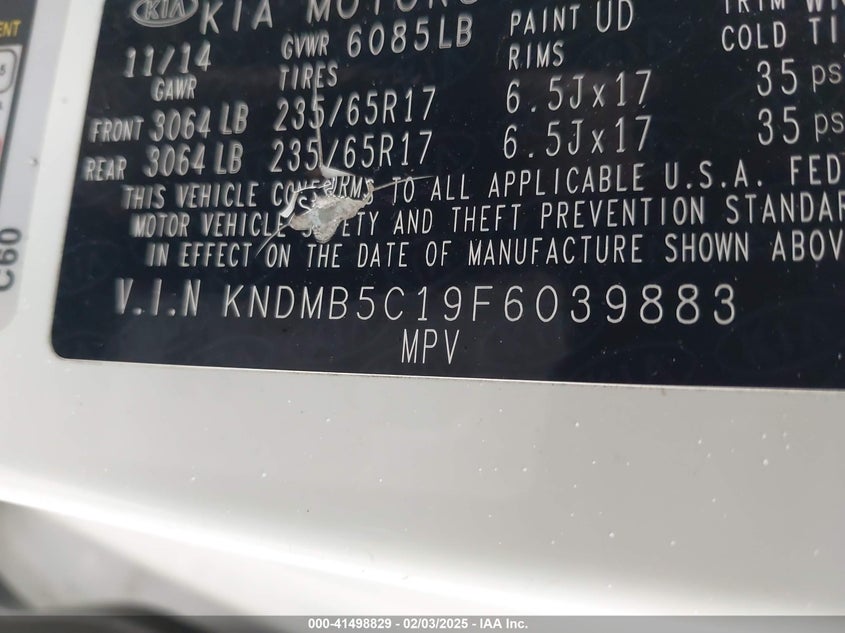 KIA KIA MOTORS
11/14 GVWR 6085LB PAINT UD
GAWR TIRES RIMS COLD TI
FRONT 3064 LB 235/65R17 6.5Jx17 35 ps
REAR 3064 LB 235/65R17 6.5Jx17 35 ps
THIS VEHICLE CONFORMS TO ALL APPLICABLE U.S.A. FED
MOTOR VEHICLE SAFETY AND THEFT PREVENTION STANDAR
IN EFFECT ON THE DATE OF MANUFACTURE SHOWN ABOV
V.I.N KNDMB5C19F6039883
MPV
C60
000-41498829 - 02/03/2025 - IAA Inc.